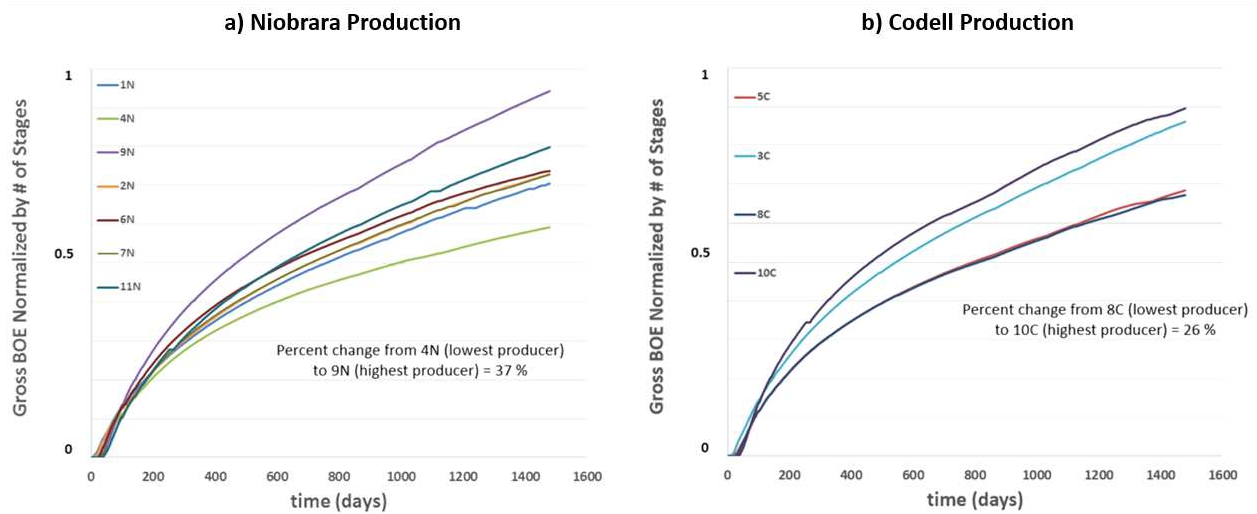 a) Niobrara Production
1
1N
4N
9N
2N
6N
7N
11N
0.5
0
Gross BOE Normalized by # of Stages
Percent change from 4N (lowest producer)
to 9N (highest producer) = 37 %
0 200 400 600 800 1000 1200 1400 1600
time (days)
b) Codell Production
1
5C
3C
8C
10C
0.5
0
Gross BOE Normalized by # of Stages
Percent change from 8C (lowest producer)
to 10C (highest producer) = 26 %
0 200 400 600 800 1000 1200 1400 1600
time (days)